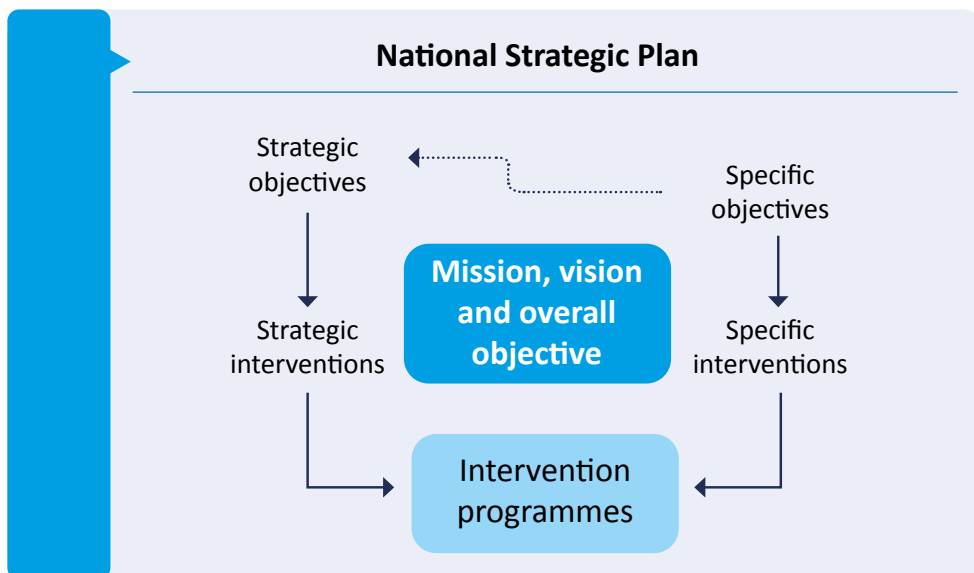 National Strategic Plan
Strategic
objectives
Specific
objectives
Mission, vision
and overall
objective
Strategic
interventions
Specific
interventions
Intervention
programmes